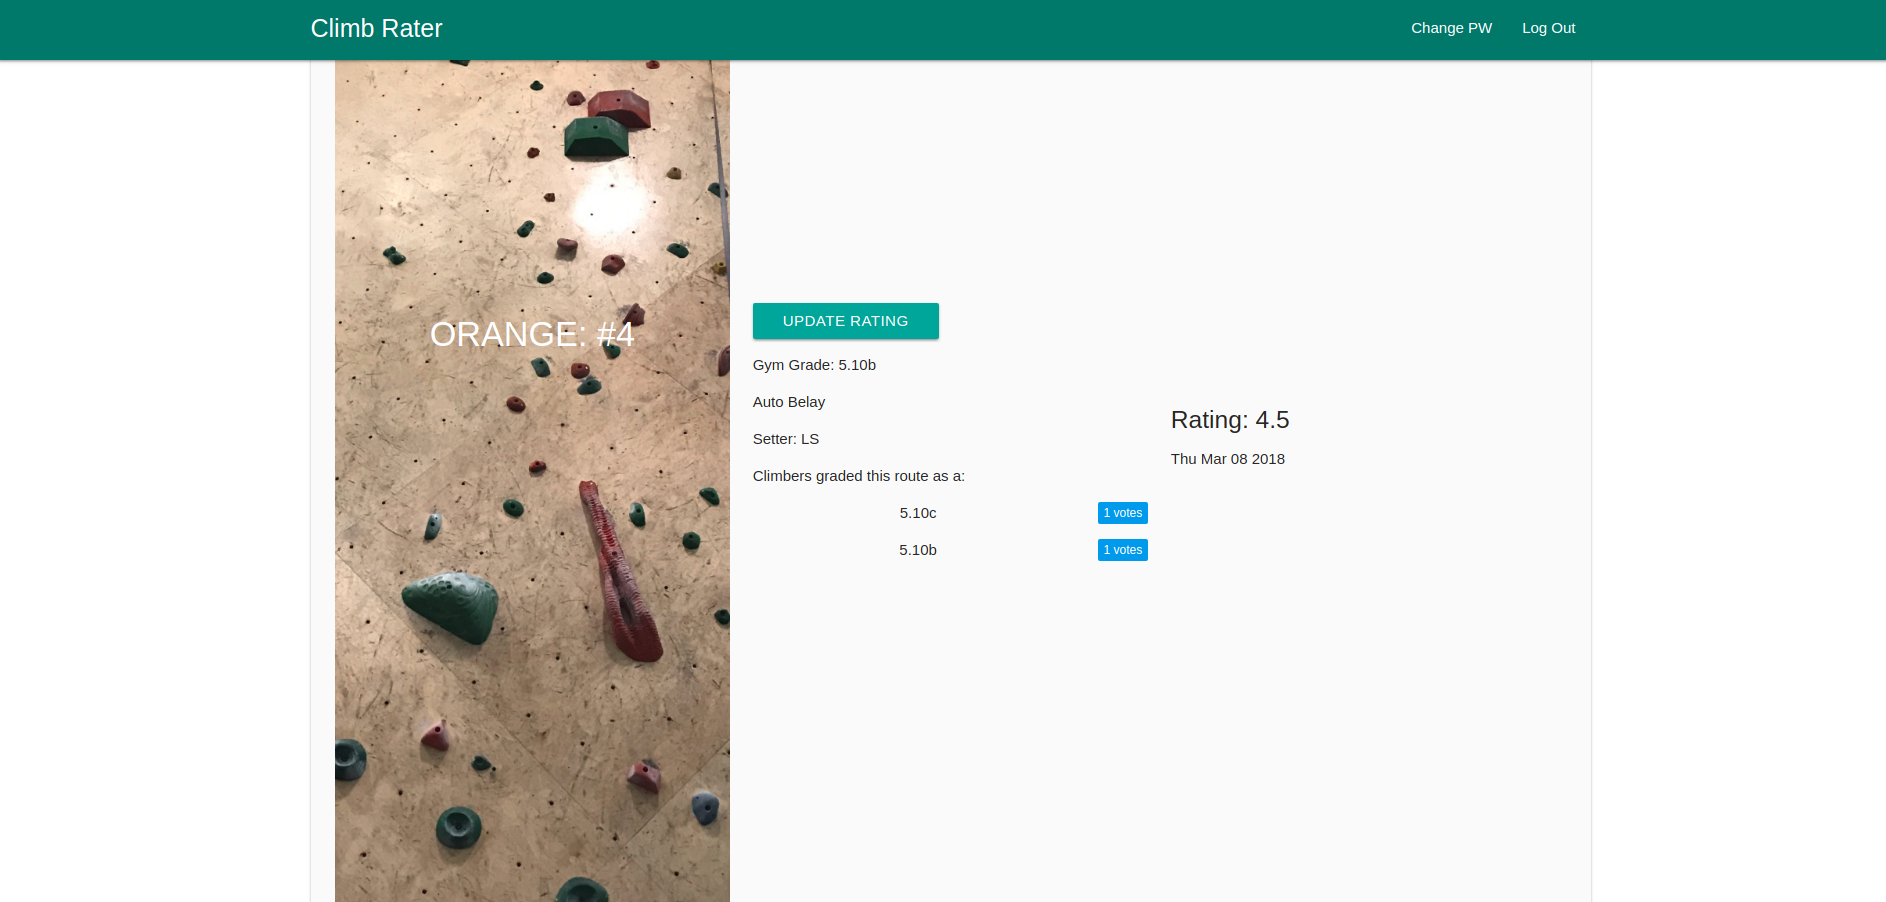 Climb Rater
Change PW
Log Out
ORANGE: #4
UPDATE RATING
Gym Grade: 5.10b
Auto Belay
Setter: LS
Climbers graded this route as a:
5.10c
1 votes
5.10b
1 votes
Rating: 4.5
Thu Mar 08 2018